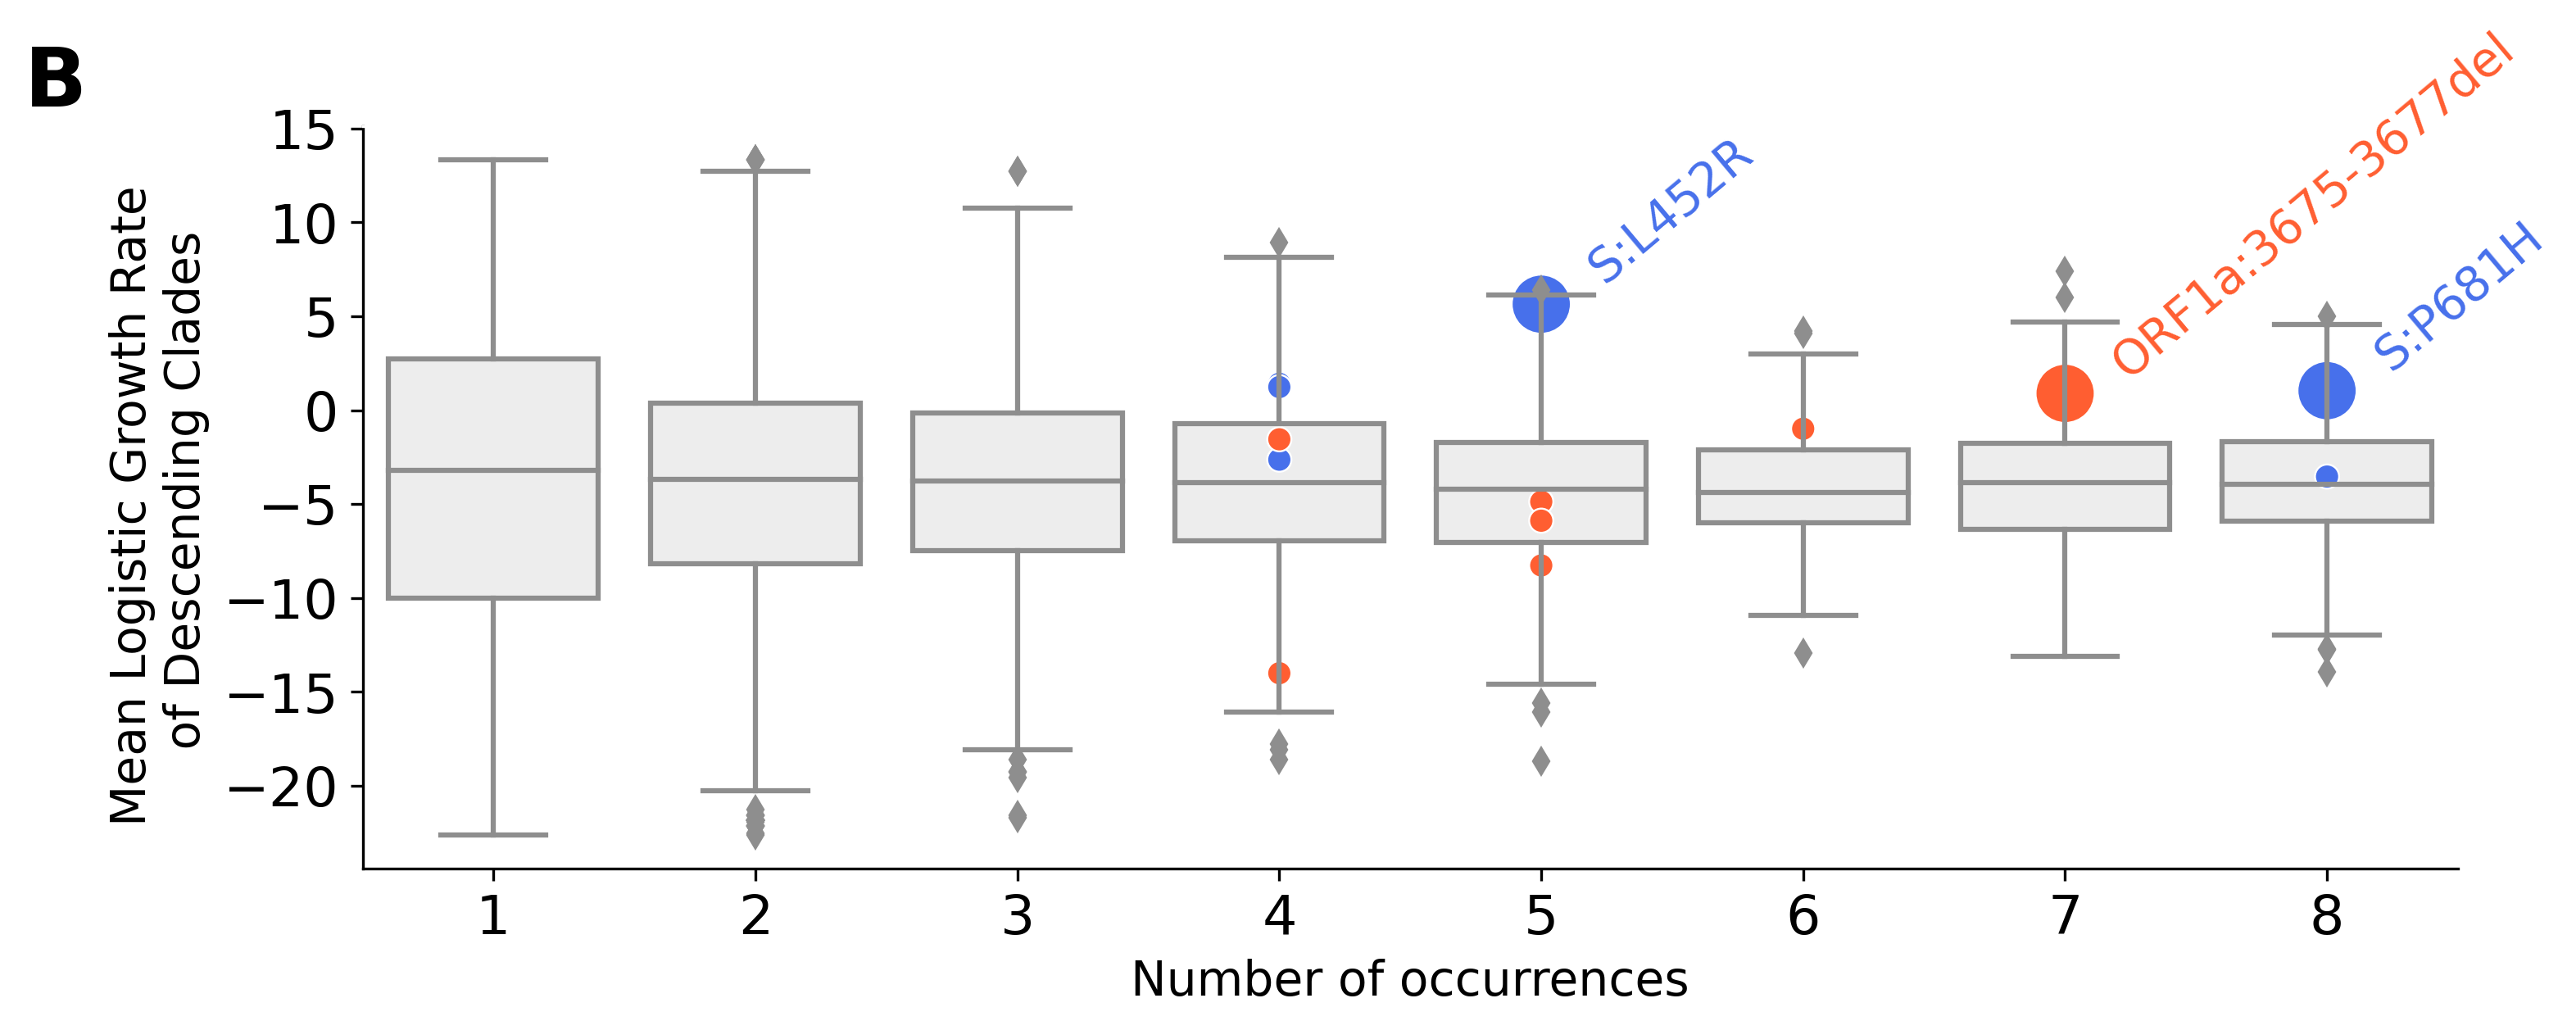 B
15
10
5
0
−5
−10
−15
−20
Mean Logistic Growth Rate
of Descending Clades
S:L452R
ORF1a:3675-3677del
S:P681H
1 2 3 4 5 6 7 8
Number of occurrences